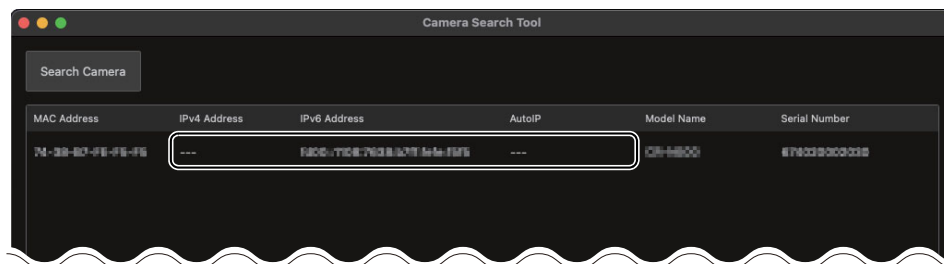 Camera Search Tool
Search Camera
MAC Address IPv4 Address IPv6 Address AutoIP Model Name Serial Number
--- ---